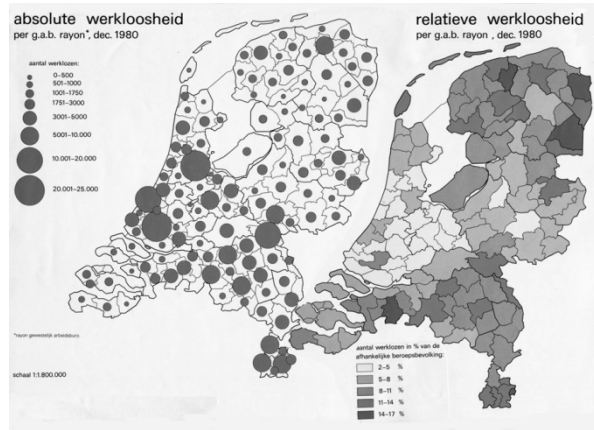 absolute werkloosheid
per g.a.b. rayon*, dec. 1980
aantal werklozen:
0-500
501-1000
1001-1750
1751-3000
3001-5000
5001-10.000
10.001-20.000
20.001-25.000
*rayon gewestelijk arbeidsburo
schaal 1:1.800.000
relatieve werkloosheid
per g.a.b. rayon , dec. 1980
aantal werklozen in % van de
afhankelijke beroepsbevolking:
2-5 %
5-8 %
8-11 %
11-14 %
14-17 %